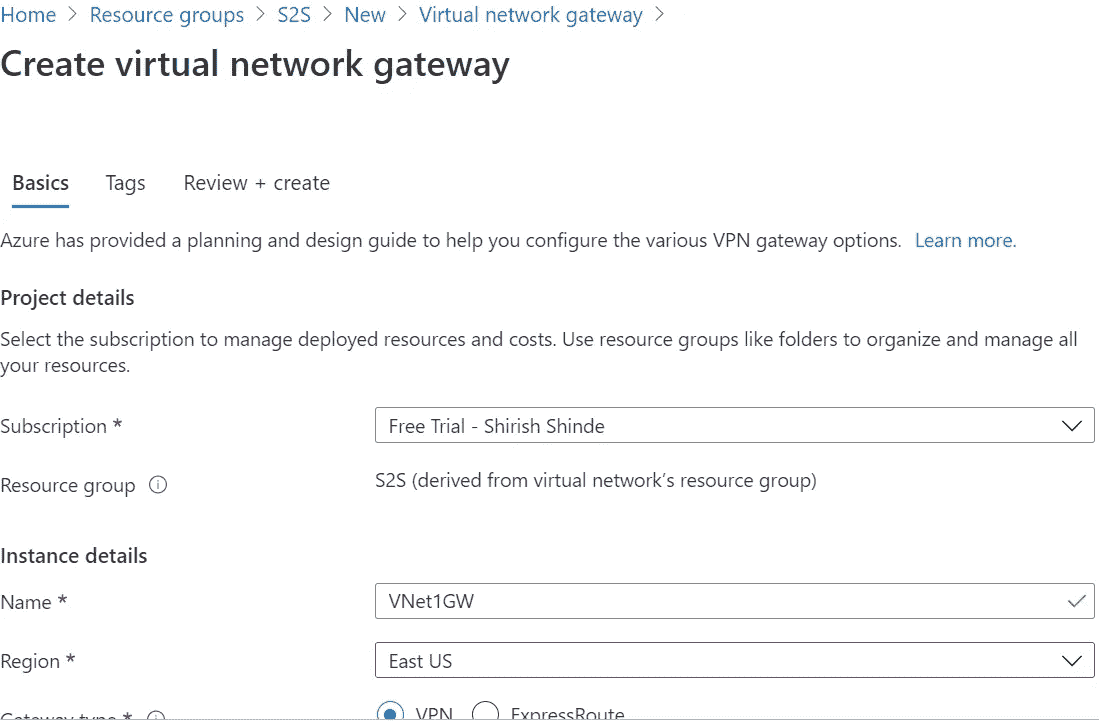 Home > Resource groups > S2S > New > Virtual network gateway >
Create virtual network gateway
Basics Tags Review + create
Azure has provided a planning and design guide to help you configure the various VPN gateway options. Learn more.
Project details
Select the subscription to manage deployed resources and costs. Use resource groups like folders to organize and manage all
your resources.
Subscription * Free Trial - Shirish Shinde
Resource group S2S (derived from virtual network’s resource group)
Instance details
Name * VNet1GW
Region * East US
Gateway type * VPN ExpressRoute